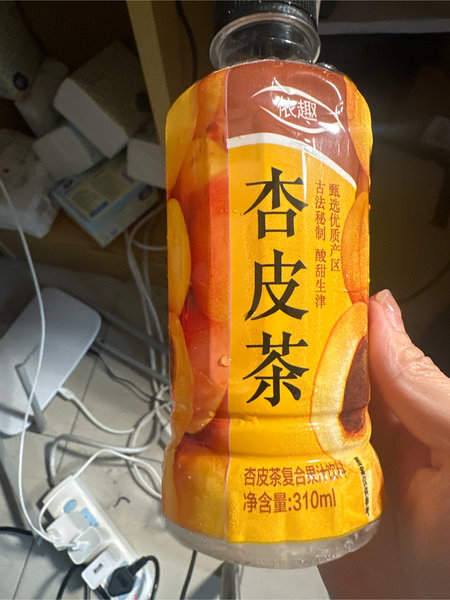 依趣
甄选优质产区
古法秘制 酸甜生津
杏皮茶
杏皮茶复合果汁饮料
净含量:310ml